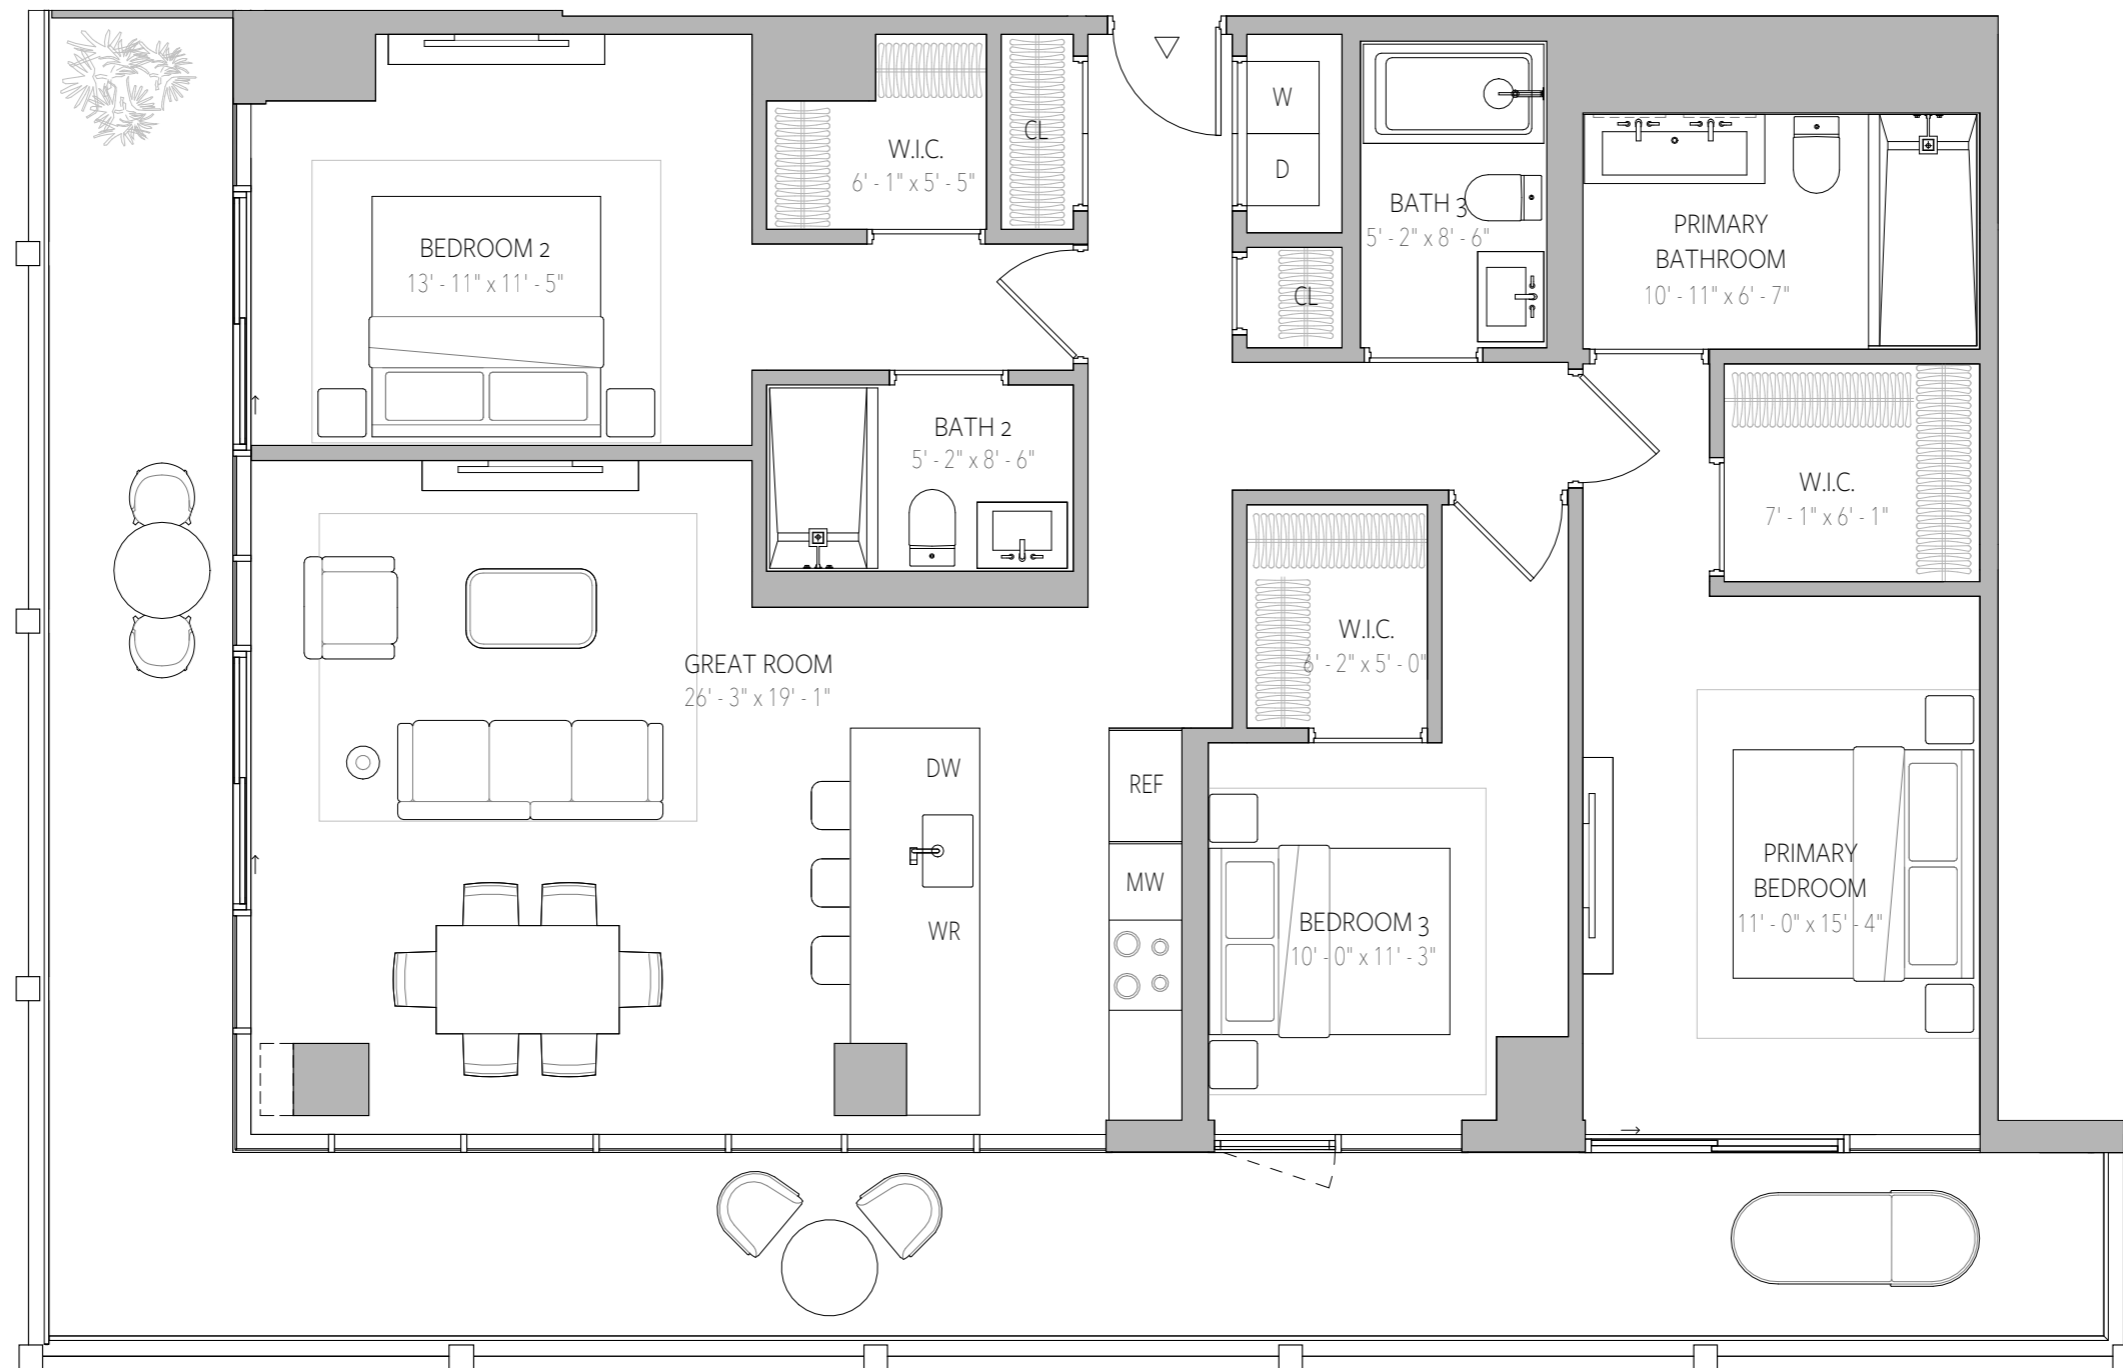 W
D
CL
W.I.C.
6' - 1" x 5' - 5"
BATH 3
5' - 2" x 8' - 6"
PRIMARY
BATHROOM
10' - 11" x 6' - 7"
BEDROOM 2
13' - 11" x 11' - 5"
CL
BATH 2
5' - 2" x 8' - 6"
W.I.C.
7' - 1" x 6' - 1"
GREAT ROOM
26' - 3" x 19' - 1"
W.I.C.
6' - 2" x 5' - 0"
DW
REF
MW
WR
BEDROOM 3
10' - 0" x 11' - 3"
PRIMARY
BEDROOM
11' - 0" x 15' - 4"